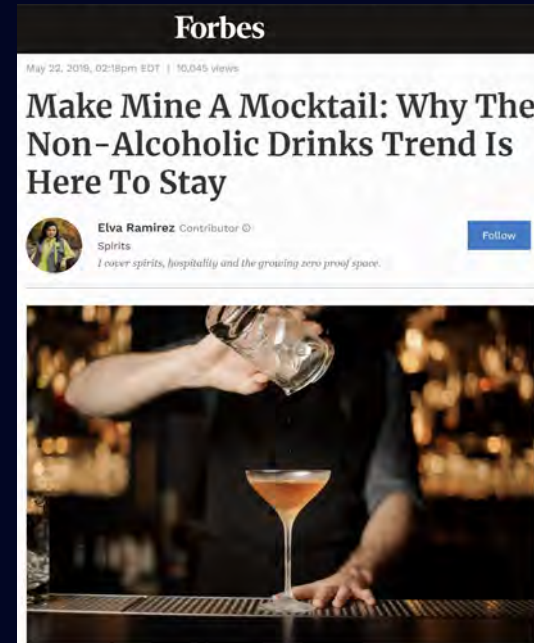 Forbes
May 22, 2019, 02:18pm EDT | 10,045 views
Make Mine A Mocktail: Why The
Non-Alcoholic Drinks Trend Is
Here To Stay
Elva Ramirez Contributor
Spirits
I cover spirits, hospitality and the growing zero proof space.
Follow